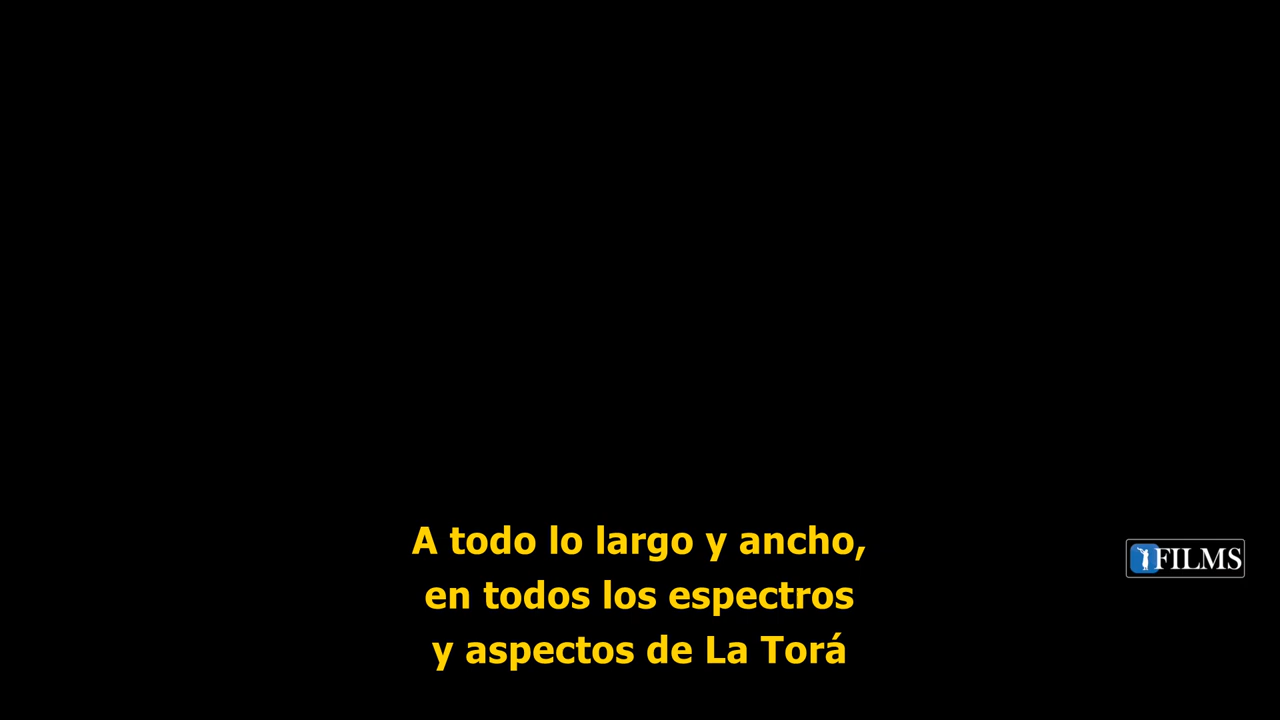 A todo lo largo y ancho,
en todos los espectros
y aspectos de La Torá
FILMS